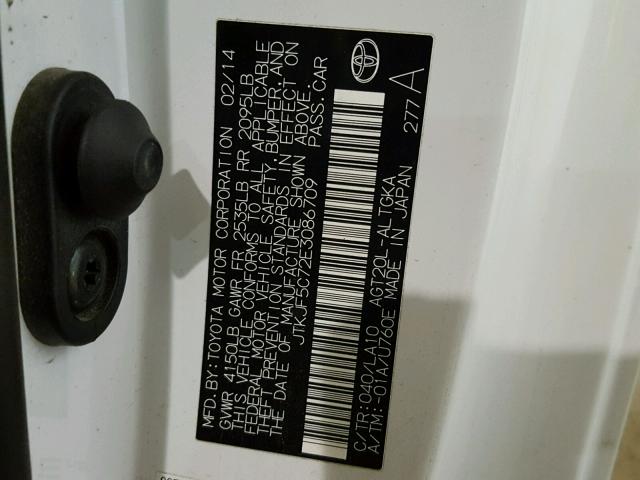 MFD. BY: TOYOTA MOTOR CORPORATION 02/14
GVWR 4150LB GAWR FR 2535LB RR 2095LB
THIS VEHICLE CONFORMS TO ALL APPLICABLE
FEDERAL MOTOR VEHICLE SAFETY, BUMPER, AND
THEFT PREVENTION STANDARDS IN EFFECT ON
THE DATE OF MANUFACTURE SHOWN ABOVE.
JTKJF5C72E3086709 PASS. CAR
C/TR: 040/LA10 AGT20L-ALTGKA
A/TM: -01A/U760E MADE IN JAPAN 277 A